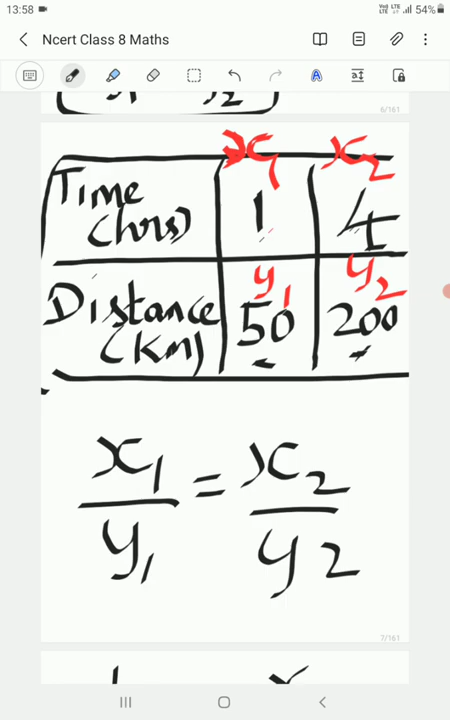 13:58 54%
Ncert Class 8 Maths
6/161
x1 x2
Time (hrs) 1 4
y1 y2
Distance (Km) 50 200
x1/y1 = x2/y2
7/161